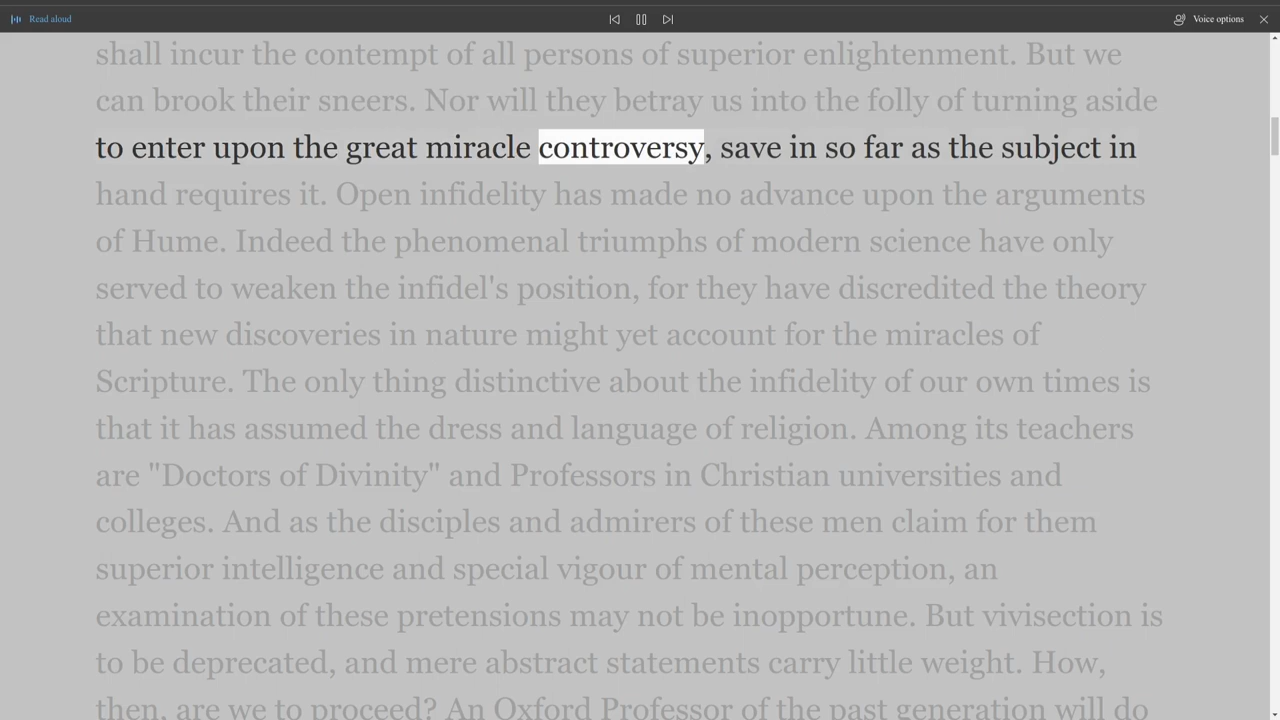 Read aloud
Voice options
shall incur the contempt of all persons of superior enlightenment. But we
can brook their sneers. Nor will they betray us into the folly of turning aside
to enter upon the great miracle controversy, save in so far as the subject in
hand requires it. Open infidelity has made no advance upon the arguments
of Hume. Indeed the phenomenal triumphs of modern science have only
served to weaken the infidel's position, for they have discredited the theory
that new discoveries in nature might yet account for the miracles of
Scripture. The only thing distinctive about the infidelity of our own times is
that it has assumed the dress and language of religion. Among its teachers
are "Doctors of Divinity" and Professors in Christian universities and
colleges. And as the disciples and admirers of these men claim for them
superior intelligence and special vigour of mental perception, an
examination of these pretensions may not be inopportune. But vivisection is
to be deprecated, and mere abstract statements carry little weight. How,
then, are we to proceed? An Oxford Professor of the past generation will do